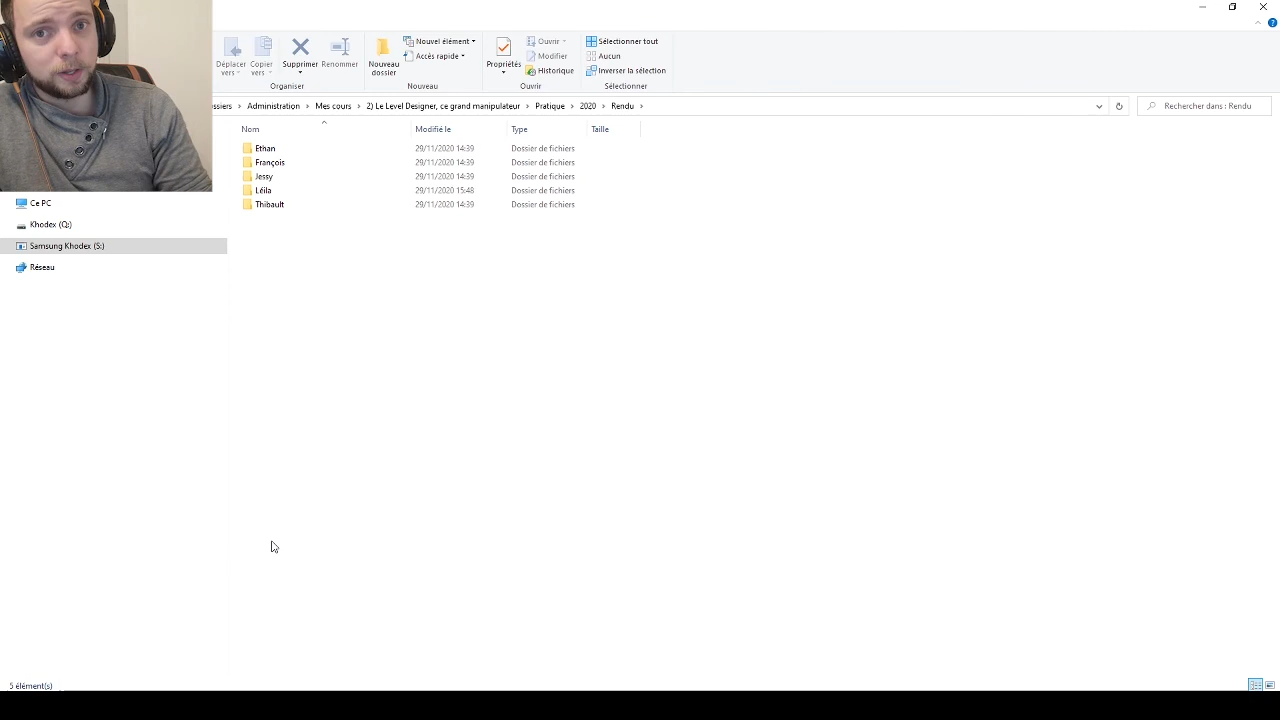 Déplacer vers
Copier vers
Supprimer
Renommer
Organiser
Nouveau dossier
Nouvel élément
Accès rapide
Nouveau
Propriétés
Ouvrir
Modifier
Historique
Ouvrir
Sélectionner tout
Aucun
Inverser la sélection
Sélectionner
ossiers > Administration > Mes cours > 2) Le Level Designer, ce grand manipulateur > Pratique > 2020 > Rendu >
Rechercher dans : Rendu
Nom Modifié le Type Taille
Ethan 29/11/2020 14:39 Dossier de fichiers
François 29/11/2020 14:39 Dossier de fichiers
Jessy 29/11/2020 14:39 Dossier de fichiers
Léila 29/11/2020 15:48 Dossier de fichiers
Thibault 29/11/2020 14:39 Dossier de fichiers
Ce PC
Khodex (Q:)
Samsung Khodex (S:)
Réseau
5 élément(s)